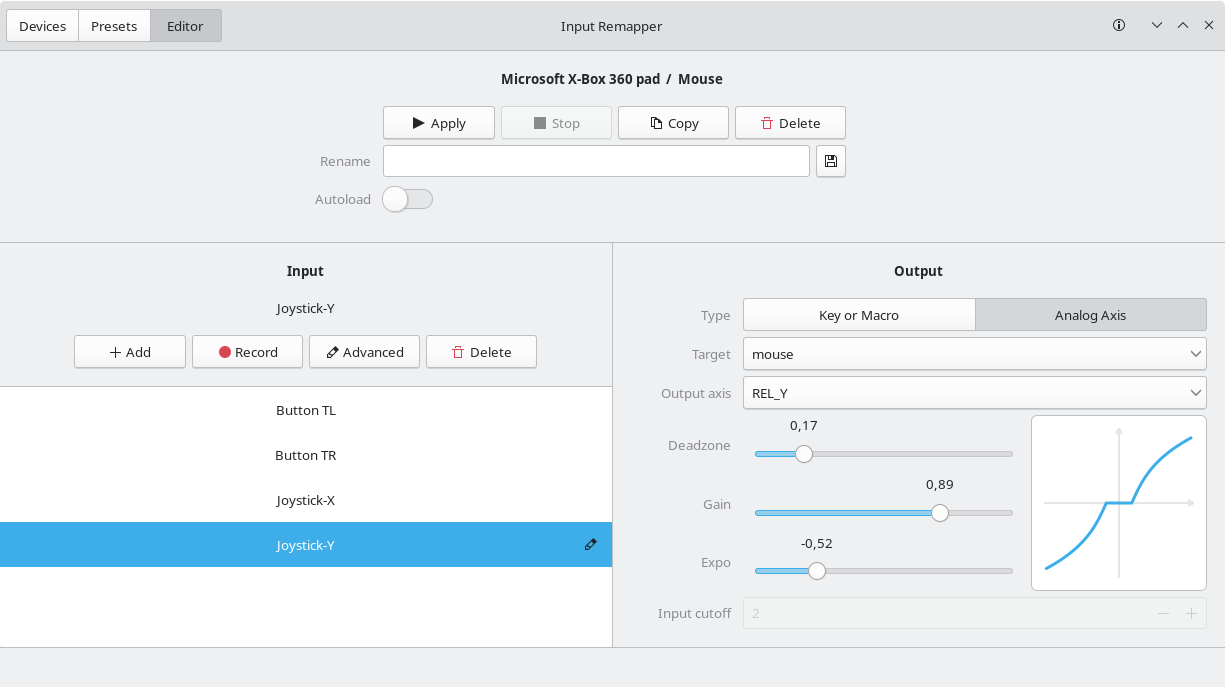 Devices Presets Editor Input Remapper
Microsoft X-Box 360 pad / Mouse
Apply Stop Copy Delete
Rename
Autoload
Input
Joystick-Y
Add Record Advanced Delete
Button TL
Button TR
Joystick-X
Joystick-Y
Output
Type Key or Macro Analog Axis
Target mouse
Output axis REL_Y
0,17
Deadzone
0,89
Gain
-0,52
Expo
Input cutoff 2